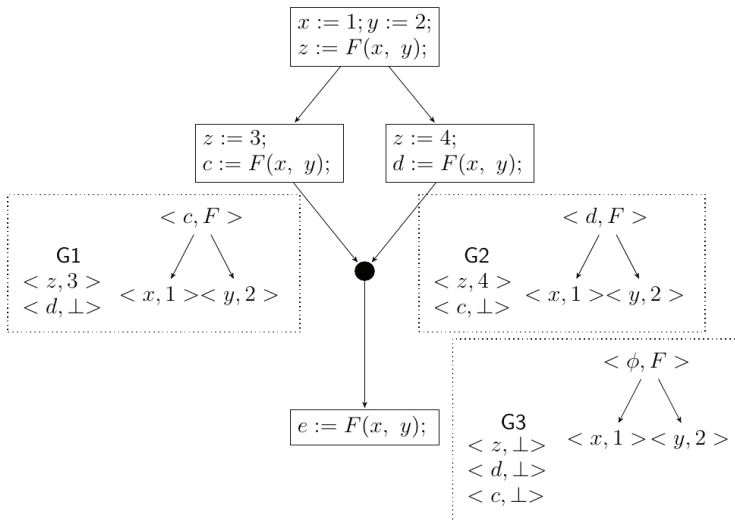 x := 1; y := 2;
z := F(x, y);
z := 3;
c := F(x, y);
z := 4;
d := F(x, y);
< c, F >
G1
< z, 3 >
< d, ⊥>
< x, 1 >< y, 2 >
< d, F >
G2
< z, 4 >
< c, ⊥>
< x, 1 >< y, 2 >
e := F(x, y);
< ϕ, F >
G3
< z, ⊥>
< d, ⊥>
< c, ⊥>
< x, 1 >< y, 2 >